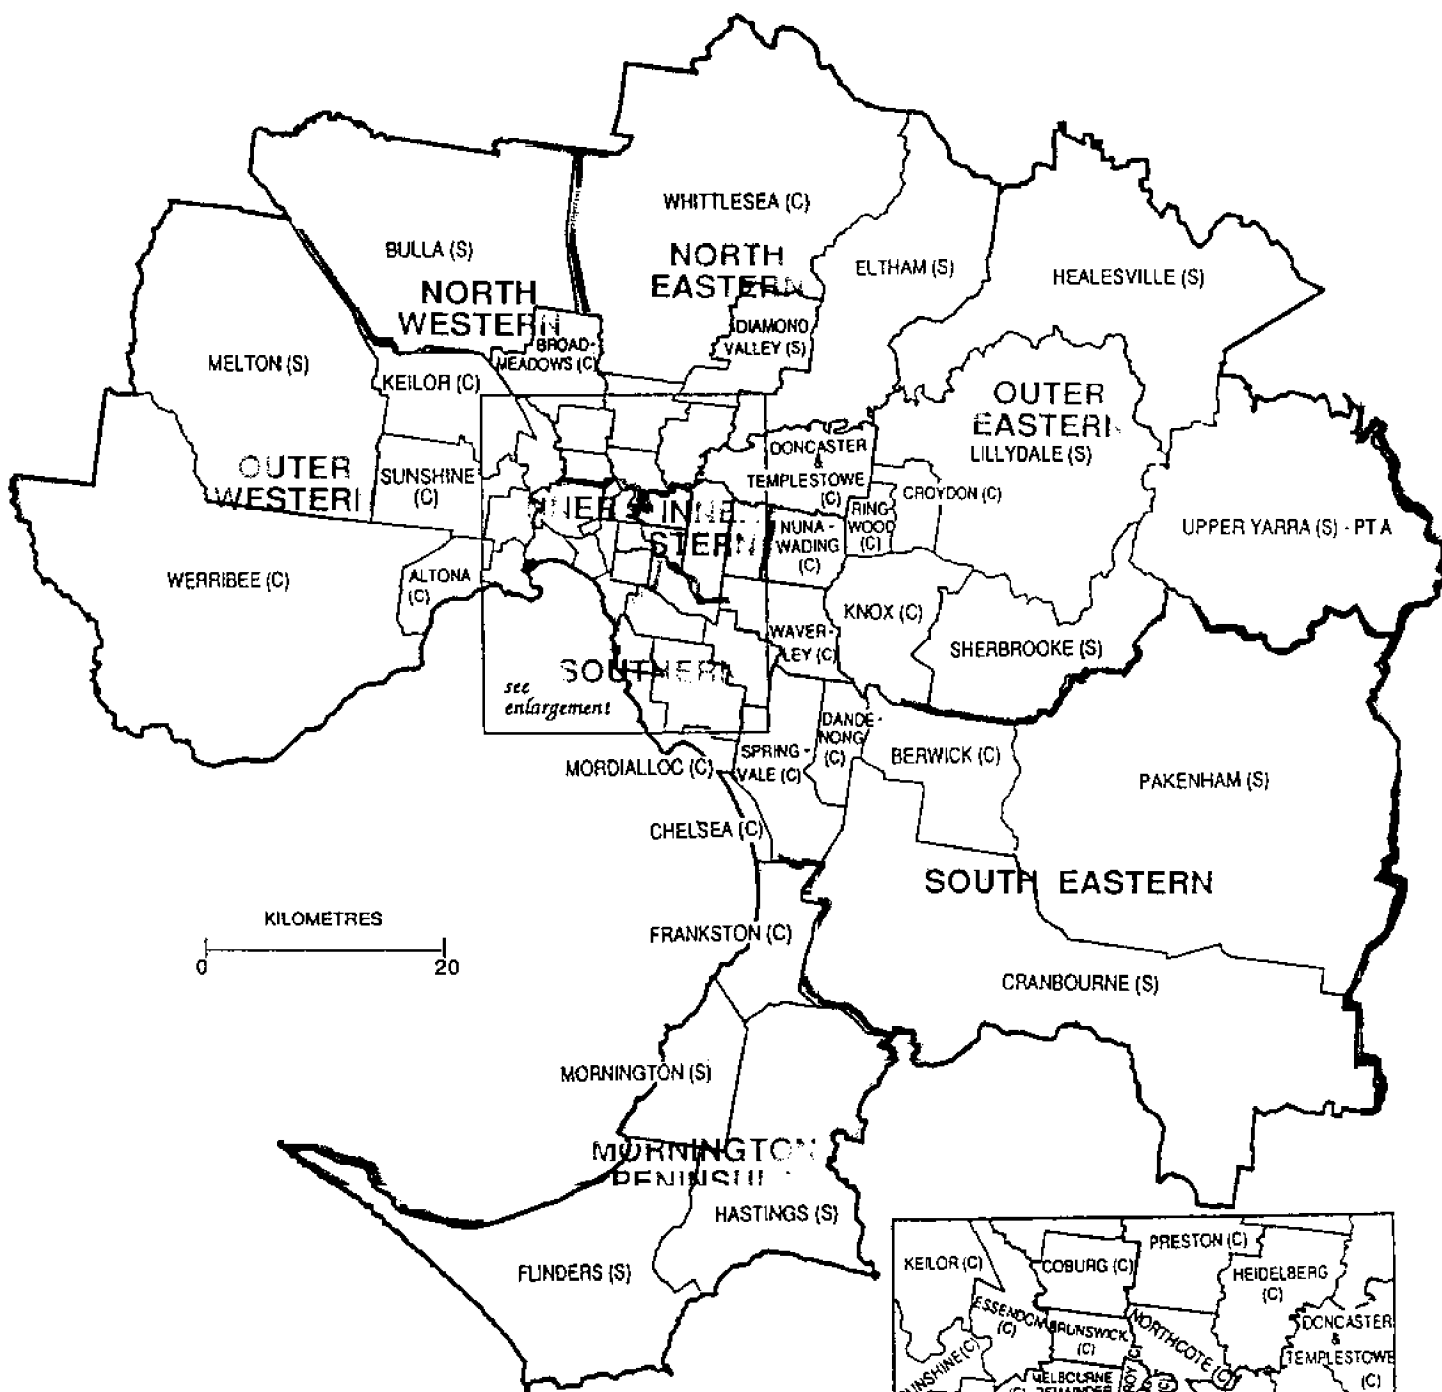 WHITTLESEA (C)
BULLA (S)
NORTH
EASTERN
ELTHAM (S)
HEALESVILLE (S)
NORTH
WESTERN
DIAMOND
VALLEY (S)
BROAD-
MEADOWS (C)
MELTON (S)
KEILOR (C)
OUTER
EASTERN
LILLYDALE (S)
DONCASTER
&
TEMPLESTOWE
(C)
OUTER
WESTERN
SUNSHINE
(C)
CROYDON (C)
RING-
WOOD
(C)
NUNA-
WADING
(C)
UPPER YARRA (S) - PT A
WERRIBEE (C)
ALTONA
(C)
KNOX (C)
WAVER-
LEY (C)
SHERBROOKE (S)
SOUTHERN
see
enlargement
DANDE-
NONG
(C)
SPRING-
VALE (C)
BERWICK (C)
MORDIALLOC (C)
PAKENHAM (S)
CHELSEA (C)
SOUTH EASTERN
KILOMETRES
0 20
FRANKSTON (C)
CRANBOURNE (S)
MORNINGTON (S)
MORNINGTON
HASTINGS (S)
FLINDERS (S)
PRESTON (C)
KEILOR (C)
COBURG (C)
HEIDELBERG
(C)
ESSENDON
(C)
BRUNSWICK
(C)
NORTHCOTE (C)
DONCASTER
&
TEMPLESTOWE
(C)
SUNSHINE (C)
MELBOURNE